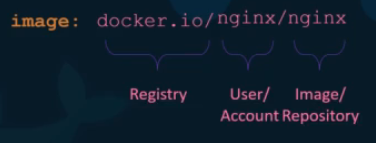 image: docker.io/nginx/nginx
Registry User/ Image/
Account Repository